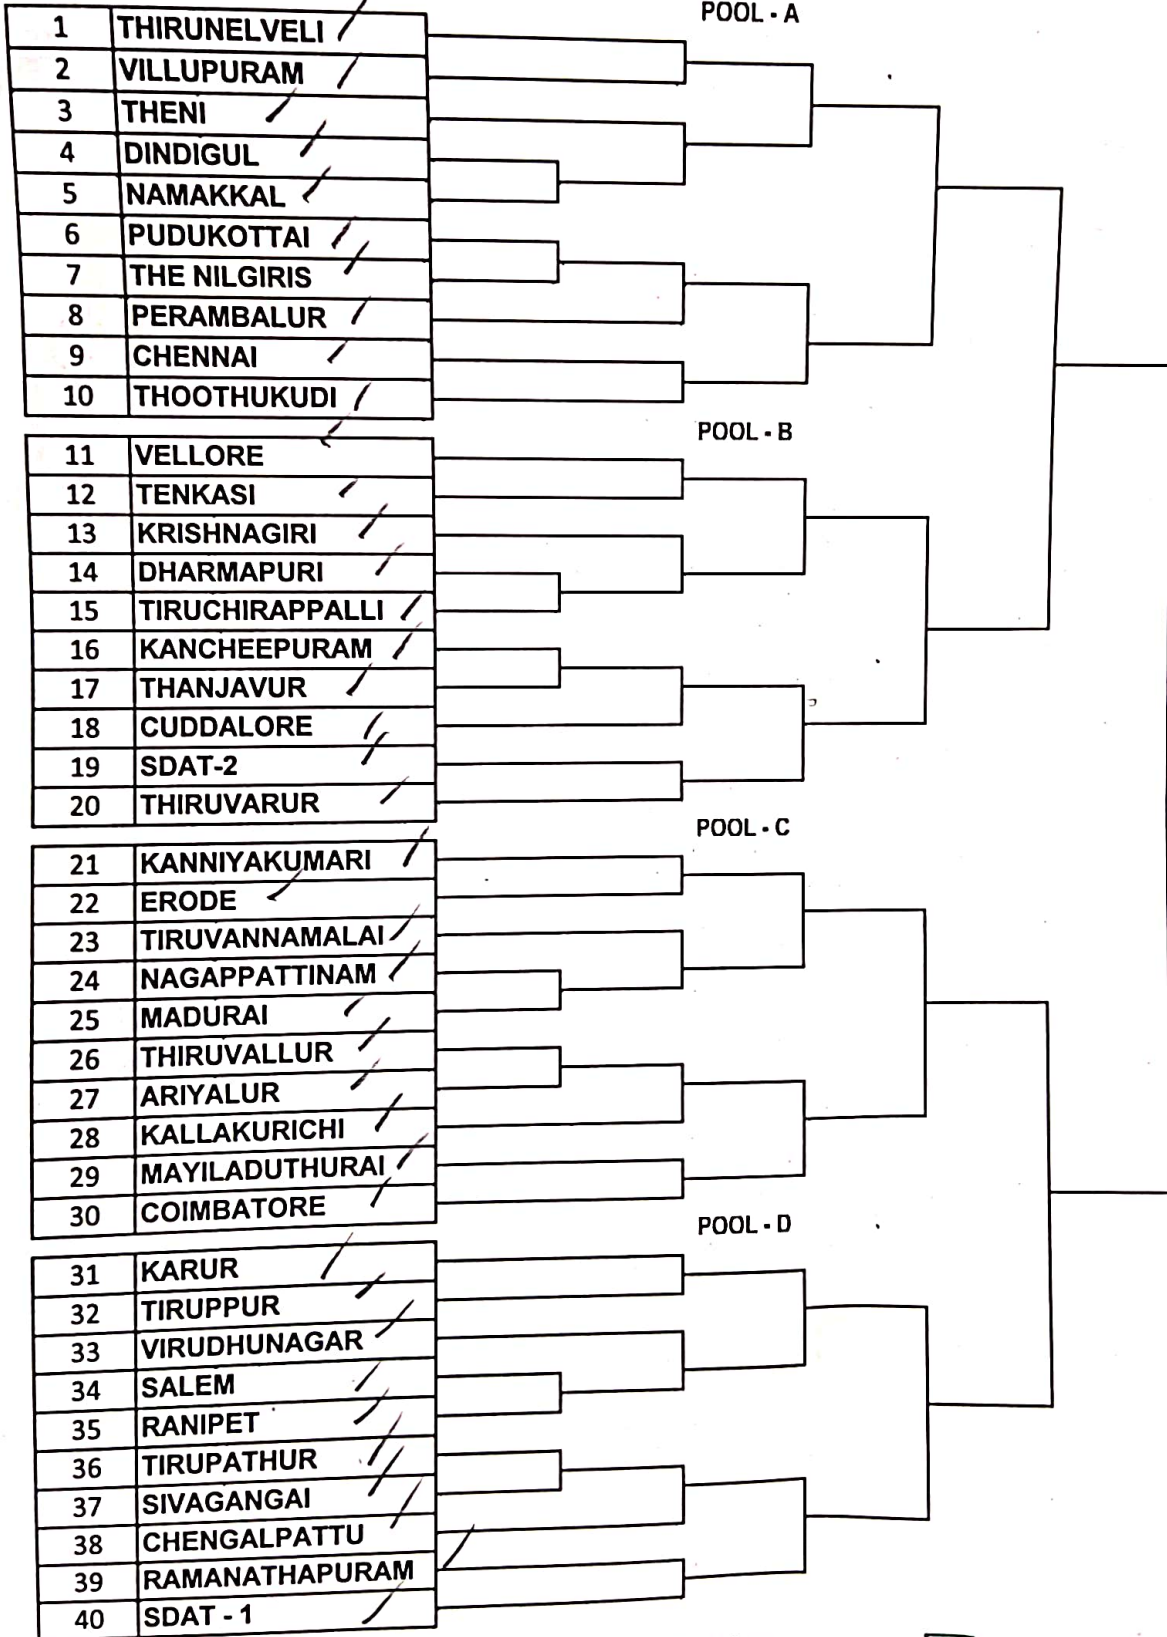 POOL - A
1 THIRUNELVELI
2 VILLUPURAM
3 THENI
4 DINDIGUL
5 NAMAKKAL
6 PUDUKOTTAI
7 THE NILGIRIS
8 PERAMBALUR
9 CHENNAI
10 THOOTHUKUDI
POOL - B
11 VELLORE
12 TENKASI
13 KRISHNAGIRI
14 DHARMAPURI
15 TIRUCHIRAPPALLI
16 KANCHEEPURAM
17 THANJAVUR
18 CUDDALORE
19 SDAT-2
20 THIRUVARUR
POOL - C
21 KANNIYAKUMARI
22 ERODE
23 TIRUVANNAMALAI
24 NAGAPPATTINAM
25 MADURAI
26 THIRUVALLUR
27 ARIYALUR
28 KALLAKURICHI
29 MAYILADUTHURAI
30 COIMBATORE
POOL - D
31 KARUR
32 TIRUPPUR
33 VIRUDHUNAGAR
34 SALEM
35 RANIPET
36 TIRUPATHUR
37 SIVAGANGAI
38 CHENGALPATTU
39 RAMANATHAPURAM
40 SDAT - 1